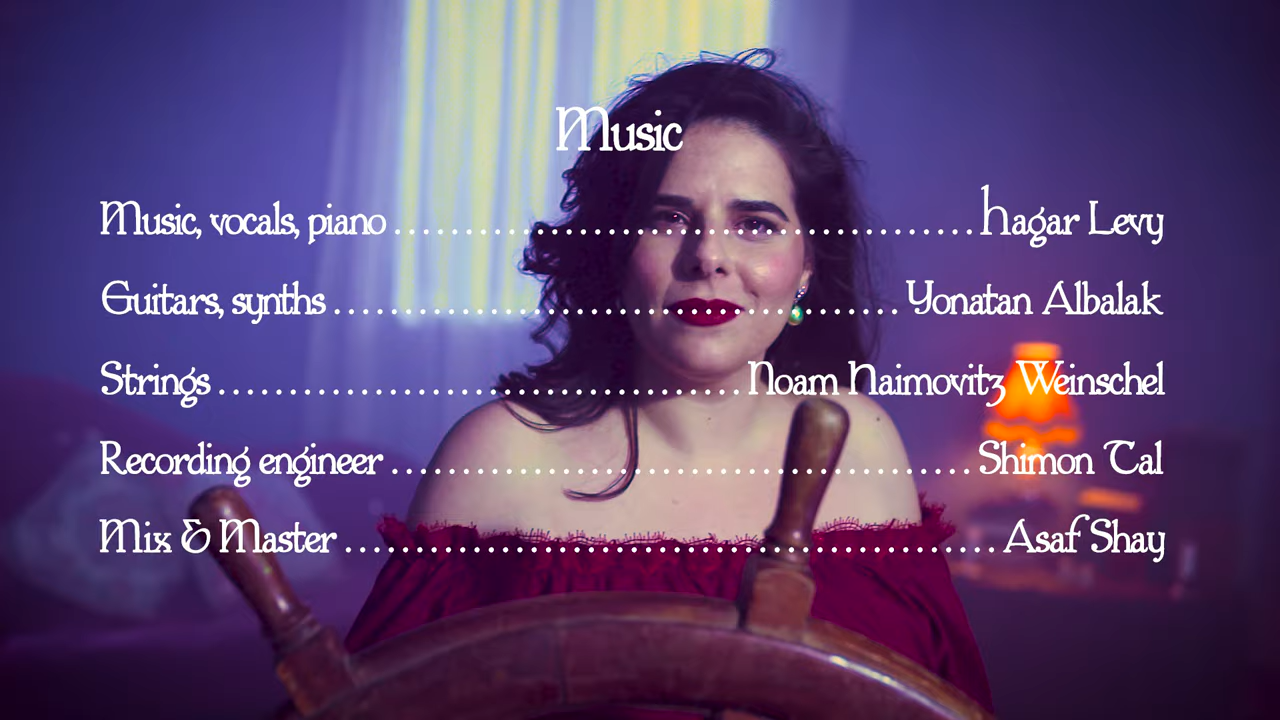 Music
Music, vocals, piano ........................................ Hagar Levy
Guitars, synths ........................................ Yonatan Albalak
Strings ..................................... Noam Naimovitz Weinschel
Recording engineer ......................................... Shimon Tal
Mix & Master .............................................. Asaf Shay